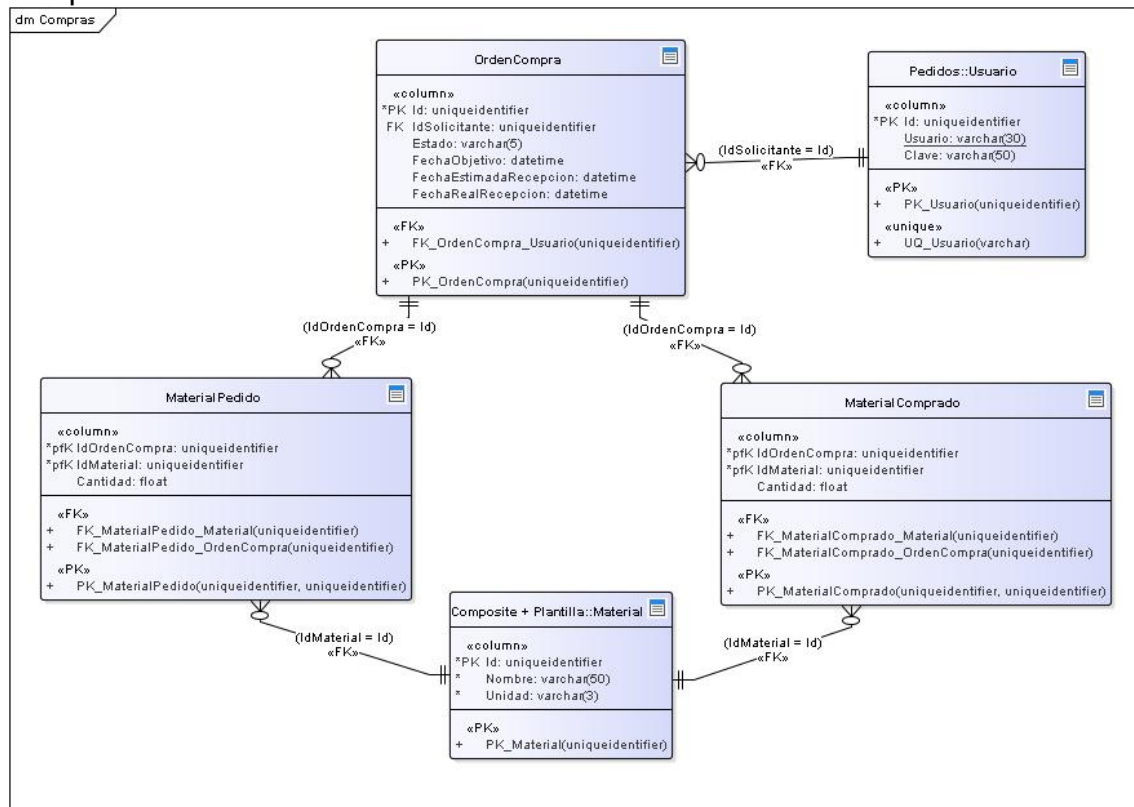 dm Compras
OrdenCompra
«column»
*PK Id: uniqueidentifier
FK IdSolicitante: uniqueidentifier
Estado: varchar(5)
FechaObjetivo: datetime
FechaEstimadaRecepcion: datetime
FechaRealRecepcion: datetime
«FK»
+ FK_OrdenCompra_Usuario(uniqueidentifier)
«PK»
+ PK_OrdenCompra(uniqueidentifier)
Pedidos::Usuario
«column»
*PK Id: uniqueidentifier
Usuario: varchar(30)
Clave: varchar(50)
«PK»
+ PK_Usuario(uniqueidentifier)
«unique»
+ UQ_Usuario(varchar)
(IdSolicitante = Id)
«FK»
(IdOrdenCompra = Id)
«FK»
(IdOrdenCompra = Id)
«FK»
MaterialPedido
«column»
*pfK IdOrdenCompra: uniqueidentifier
*pfK IdMaterial: uniqueidentifier
Cantidad: float
«FK»
+ FK_MaterialPedido_Material(uniqueidentifier)
+ FK_MaterialPedido_OrdenCompra(uniqueidentifier)
«PK»
+ PK_MaterialPedido(uniqueidentifier, uniqueidentifier)
MaterialComprado
«column»
*pfK IdOrdenCompra: uniqueidentifier
*pfK IdMaterial: uniqueidentifier
Cantidad: float
«FK»
+ FK_MaterialComprado_Material(uniqueidentifier)
+ FK_MaterialComprado_OrdenCompra(uniqueidentifier)
«PK»
+ PK_MaterialComprado(uniqueidentifier, uniqueidentifier)
(IdMaterial = Id)
«FK»
(IdMaterial = Id)
«FK»
Composite + Plantilla::Material
«column»
*PK Id: uniqueidentifier
* Nombre: varchar(50)
* Unidad: varchar(3)
«PK»
+ PK_Material(uniqueidentifier)